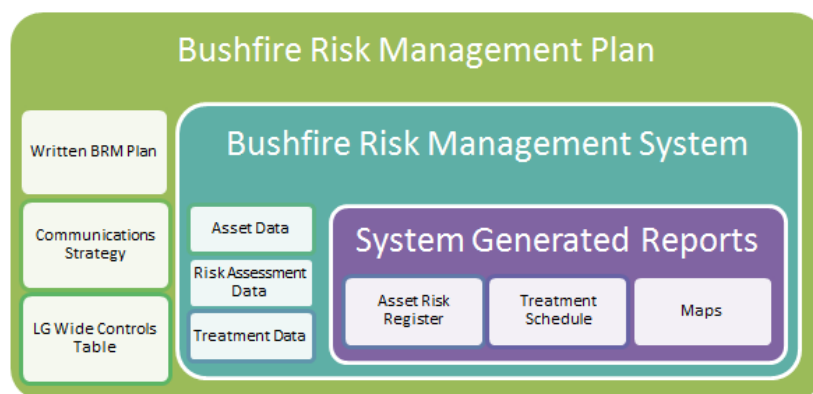 Bushfire Risk Management Plan
Written BRM Plan
Communications
Strategy
LG Wide Controls
Table
Bushfire Risk Management System
Asset Data
Risk Assessment
Data
Treatment Data
System Generated Reports
Asset Risk
Register
Treatment
Schedule
Maps